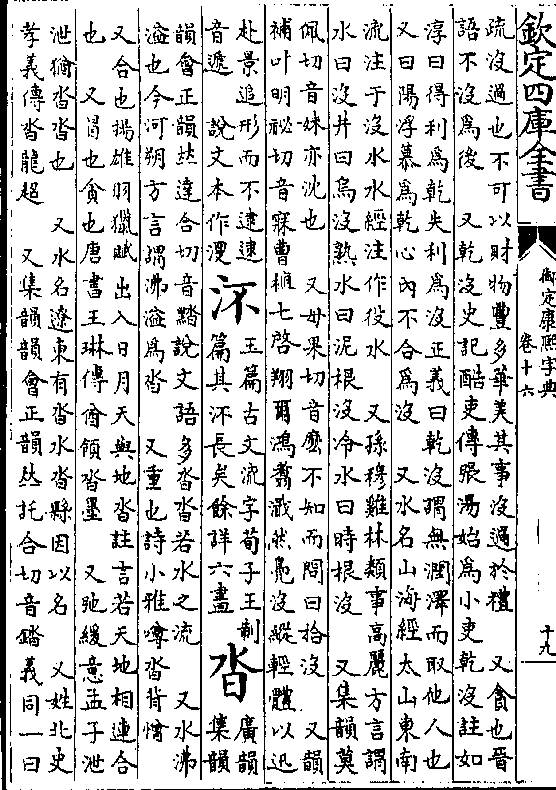 欽定四庫全書
御定康熙字典
卷十六
十九
疏沒過也不可以財物豐多華美其事沒過於禮　又貪也晉
語不沒爲後　又乾沒史記酷吏傳張湯始爲小吏乾沒註如
淳曰得利爲乾失利爲沒正義曰乾沒謂無潤澤而取他人也
又曰陽浮慕爲乾心內不合爲沒　又水名山海經太山東南
流注于沒水水經注作役水　又孫穆雞林類事高麗方言謂
水曰沒井曰烏沒熟水曰泥根沒冷水曰時根沒　又集韻莫
佩切音妹亦沈也　又毋果切音麽不知而問曰拾沒　又韻
補叶明祕切音寐曹植七啓翔爾鴻翥濈然鳧沒縱輕體以迅
赴景追形而不逮逮
音遞　說文本作𣴬
㳅
玉篇古文流字荀子王制
篇其㳅長矣餘詳六畫
沓
廣韻
集韻
韻會正韻𠀤達合切音踏說文語多沓沓若水之流　又水沸
溢也今河朔方言謂沸溢爲沓　又重也詩小雅噂沓背憎
又合也揚雄羽獵賦出入日月天與地沓註言若天地相連合
也　又冒也貪也唐書王琳傳酋領沓墨　又弛緩意孟子泄
泄猶沓沓也　又水名遼東有沓水沓縣因以名　又姓北史
孝義傳沓龍超　又集韻韻會正韻𠀤託合切音錔義同一曰